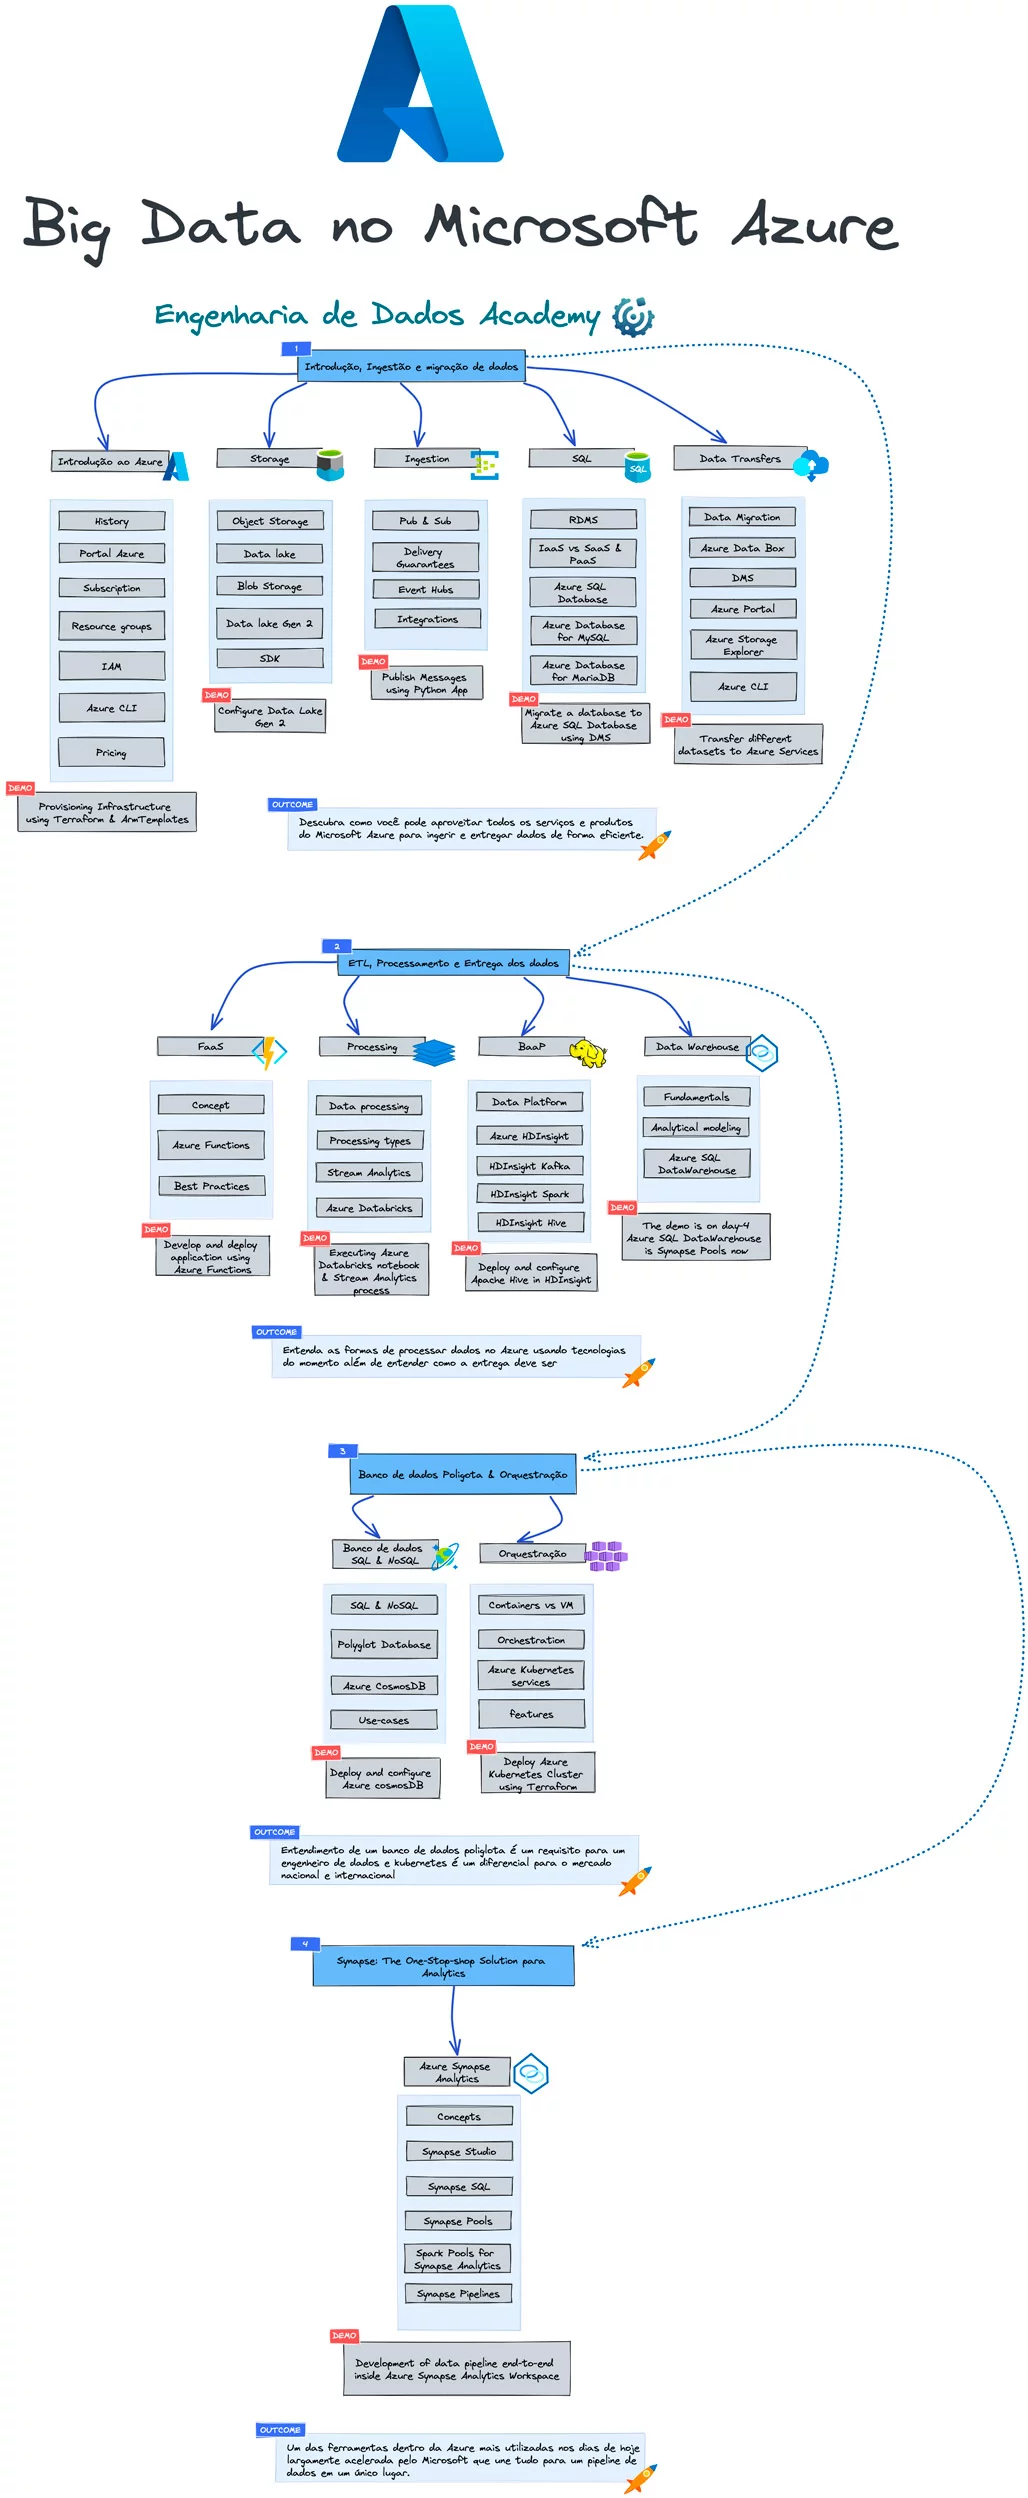 Big Data no Microsoft Azure
Engenharia de Dados Academy
1
Introdução, Ingestão e migração de dados
Introdução ao Azure
History
Portal Azure
Subscription
Resource groups
IAM
Azure CLI
Pricing
DEMO
Provisioning Infrastructure
using Terraform & ArmTemplates
Storage
Object Storage
Data lake
Blob Storage
Data lake Gen 2
SDK
DEMO
Configure Data Lake
Gen 2
Ingestion
Pub & Sub
Delivery
Guarantees
Event Hubs
Integrations
DEMO
Publish Messages
using Python App
SQL
SQL
RDMS
IaaS vs SaaS &
PaaS
Azure SQL
Database
Azure Database
for MySQL
Azure Database
for MariaDB
DEMO
Migrate a database to
Azure SQL Database
using DMS
Data Transfers
Data Migration
Azure Data Box
DMS
Azure Portal
Azure Storage
Explorer
Azure CLI
DEMO
Transfer different
datasets to Azure Services
OUTCOME
Descubra como você pode aproveitar todos os serviços e produtos
do Microsoft Azure para ingerir e entregar dados de forma eficiente.
2
ETL, Processamento e Entrega dos dados
FaaS
Concept
Azure Functions
Best Practices
DEMO
Develop and deploy
application using
Azure Functions
Processing
Data processing
Processing types
Stream Analytics
Azure Databricks
DEMO
Executing Azure
Databricks notebook
& Stream Analytics
process
BaaP
Data Platform
Azure HDInsight
HDInsight Kafka
HDInsight Spark
HDInsight Hive
DEMO
Deploy and configure
Apache Hive in HDInsight
Data Warehouse
Fundamentals
Analytical modeling
Azure SQL
DataWarehouse
DEMO
The demo is on day-4
Azure SQL DataWarehouse
is Synapse Pools now
OUTCOME
Entenda as formas de processar dados no Azure usando tecnologias
do momento além de entender como a entrega deve ser
3
Banco de dados Poligota & Orquestração
Banco de dados
SQL & NoSQL
SQL & NoSQL
Polyglot Database
Azure CosmosDB
Use-cases
DEMO
Deploy and configure
Azure cosmosDB
Orquestração
Containers vs VM
Orchestration
Azure Kubernetes
services
features
DEMO
Deploy Azure
Kubernetes Cluster
using Terraform
OUTCOME
Entendimento de um banco de dados poliglota é um requisito para um
engenheiro de dados e kubernetes é um diferencial para o mercado
nacional e internacional
4
Synapse: The One-Stop-shop Solution para
Analytics
Azure Synapse
Analytics
Concepts
Synapse Studio
Synapse SQL
Synapse Pools
Spark Pools for
Synapse Analytics
Synapse Pipelines
DEMO
Development of data pipeline end-to-end
inside Azure Synapse Analytics Workspace
OUTCOME
Um das ferramentas dentro da Azure mais utilizadas nos dias de hoje
largamente acelerada pelo Microsoft que une tudo para um pipeline de
dados em um único lugar.